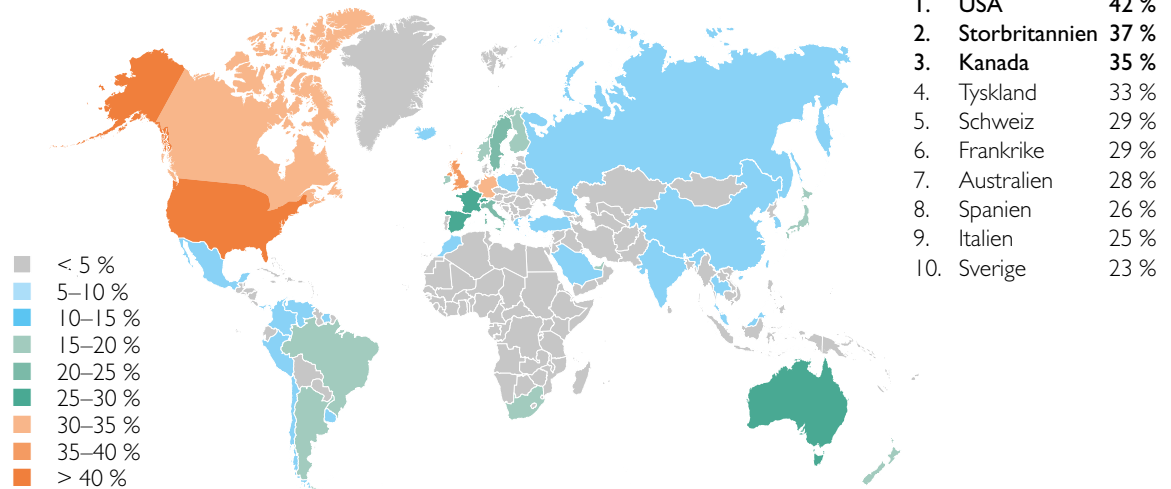 1. USA 42 %
2. Storbritannien 37 %
3. Kanada 35 %
4. Tyskland 33 %
5. Schweiz 29 %
6. Frankrike 29 %
7. Australien 28 %
8. Spanien 26 %
9. Italien 25 %
10. Sverige 23 %
< 5 %
5–10 %
10–15 %
15–20 %
20–25 %
25–30 %
30–35 %
35–40 %
> 40 %